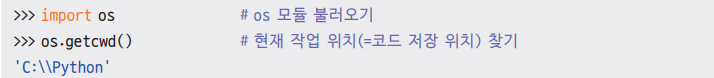 >>> import os # os 모듈 불러오기
>>> os.getcwd() # 현재 작업 위치(=코드 저장 위치) 찾기
'C:\\Python'